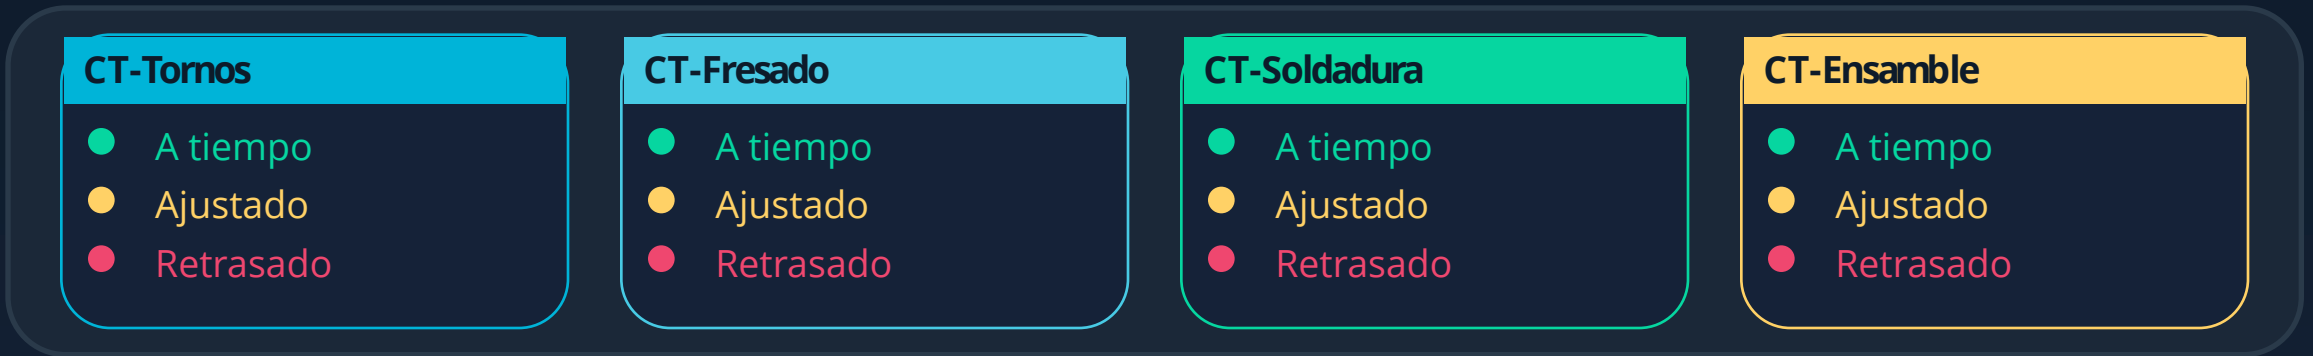 CT-Tornos
A tiempo
Ajustado
Retrasado
CT-Fresado
A tiempo
Ajustado
Retrasado
CT-Soldadura
A tiempo
Ajustado
Retrasado
CT-Ensamble
A tiempo
Ajustado
Retrasado